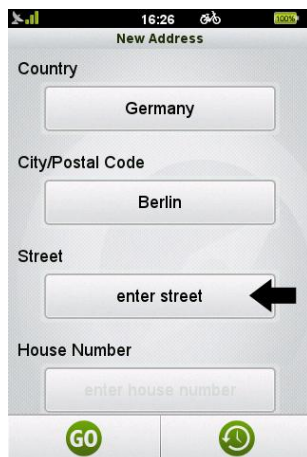 16:26
100%
New Address
Country
Germany
City/Postal Code
Berlin
Street
enter street
House Number
enter house number
GO